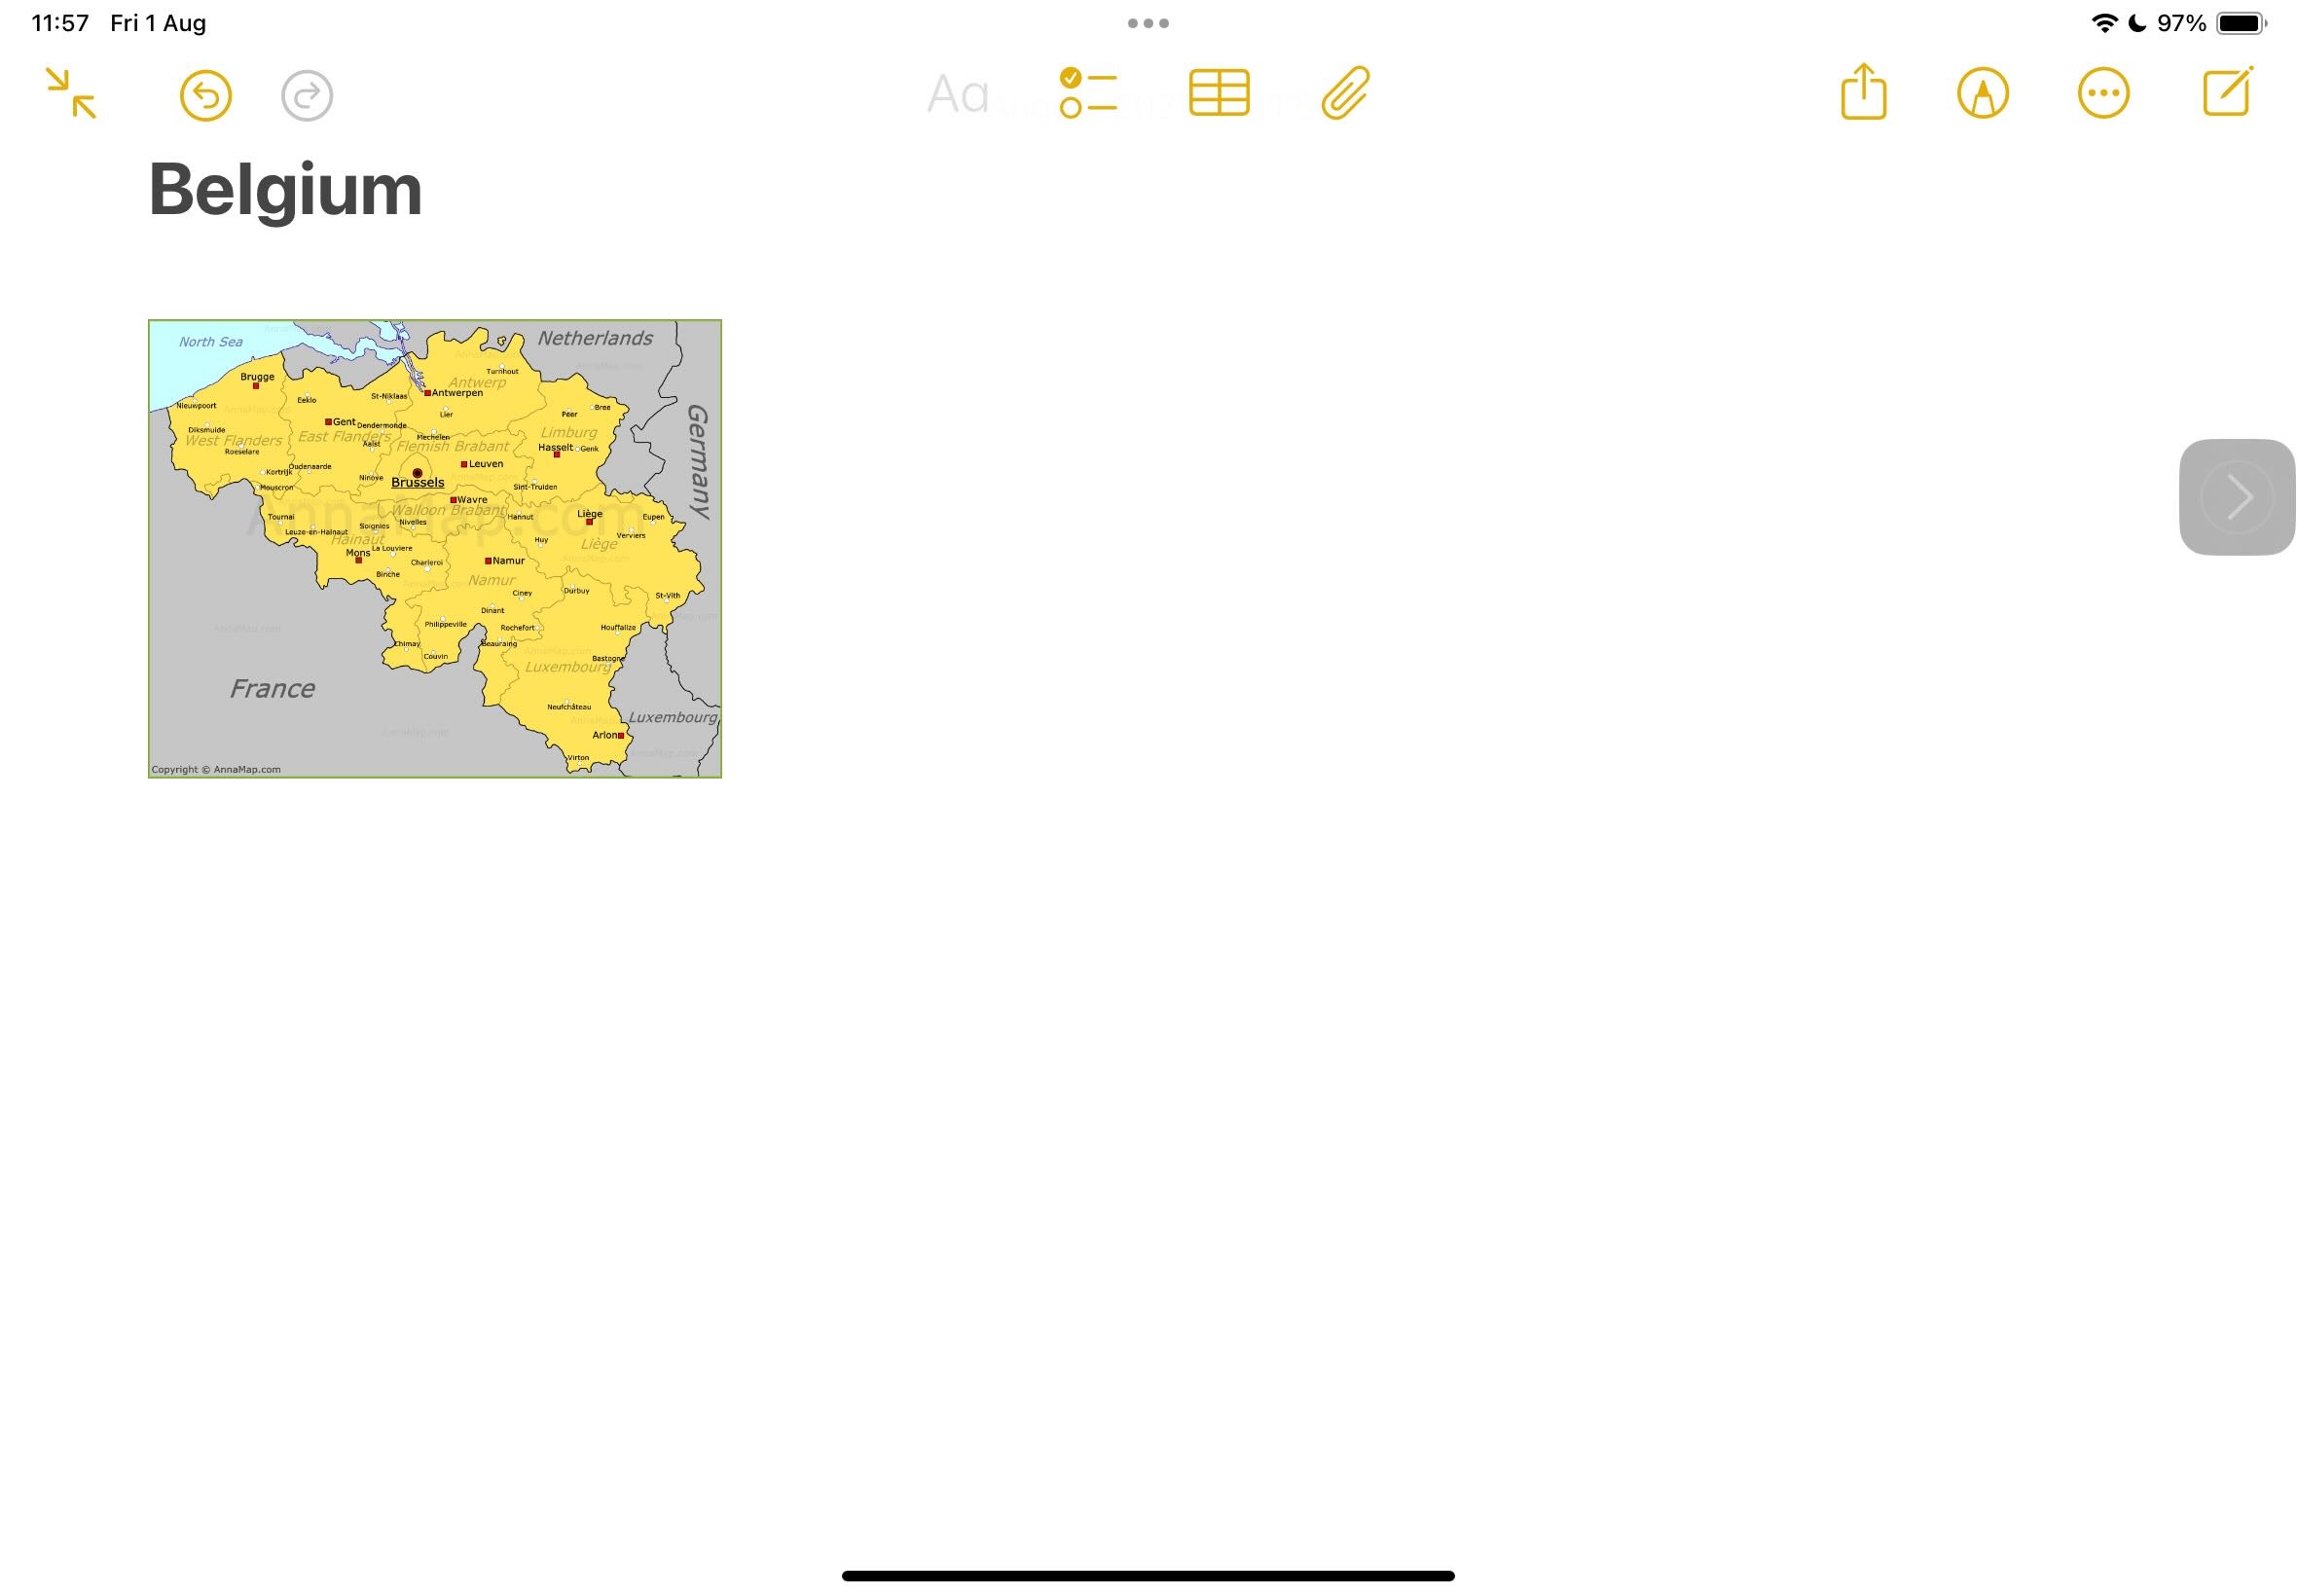 11:57 Fri 1 Aug
97%
Aa
Belgium
North Sea
Netherlands
Turnhout
Brugge
Antwerp
Antwerpen
St-Niklaas
Eeklo
Nieuwpoort
Lier
Peer
Bree
Gent
Dendermonde
Diksmuide
Limburg
West Flanders
East Flanders
Mechelen
Aalst
Flemish Brabant
Hasselt
Genk
Germany
Roeselare
Leuven
Kortrijk
Oudenaarde
Ninove
Brussels
Mouscron
Sint-Truiden
Wavre
AnnaMap.com
Walloon Brabant
Tournai
Hannut
Liège
Eupen
Soignies
Nivelles
Leuze-en-Hainaut
Verviers
Hainaut
Huy
Liège
Mons
La Louviere
Charleroi
Namur
Binche
Namur
Ciney
Durbuy
St-Vith
Dinant
Philippeville
Rochefort
Houffalize
Chimay
Beauraing
Couvin
Bastogne
Luxembourg
France
Neufchâteau
Luxembourg
Arlon
Virton
Copyright © AnnaMap.com